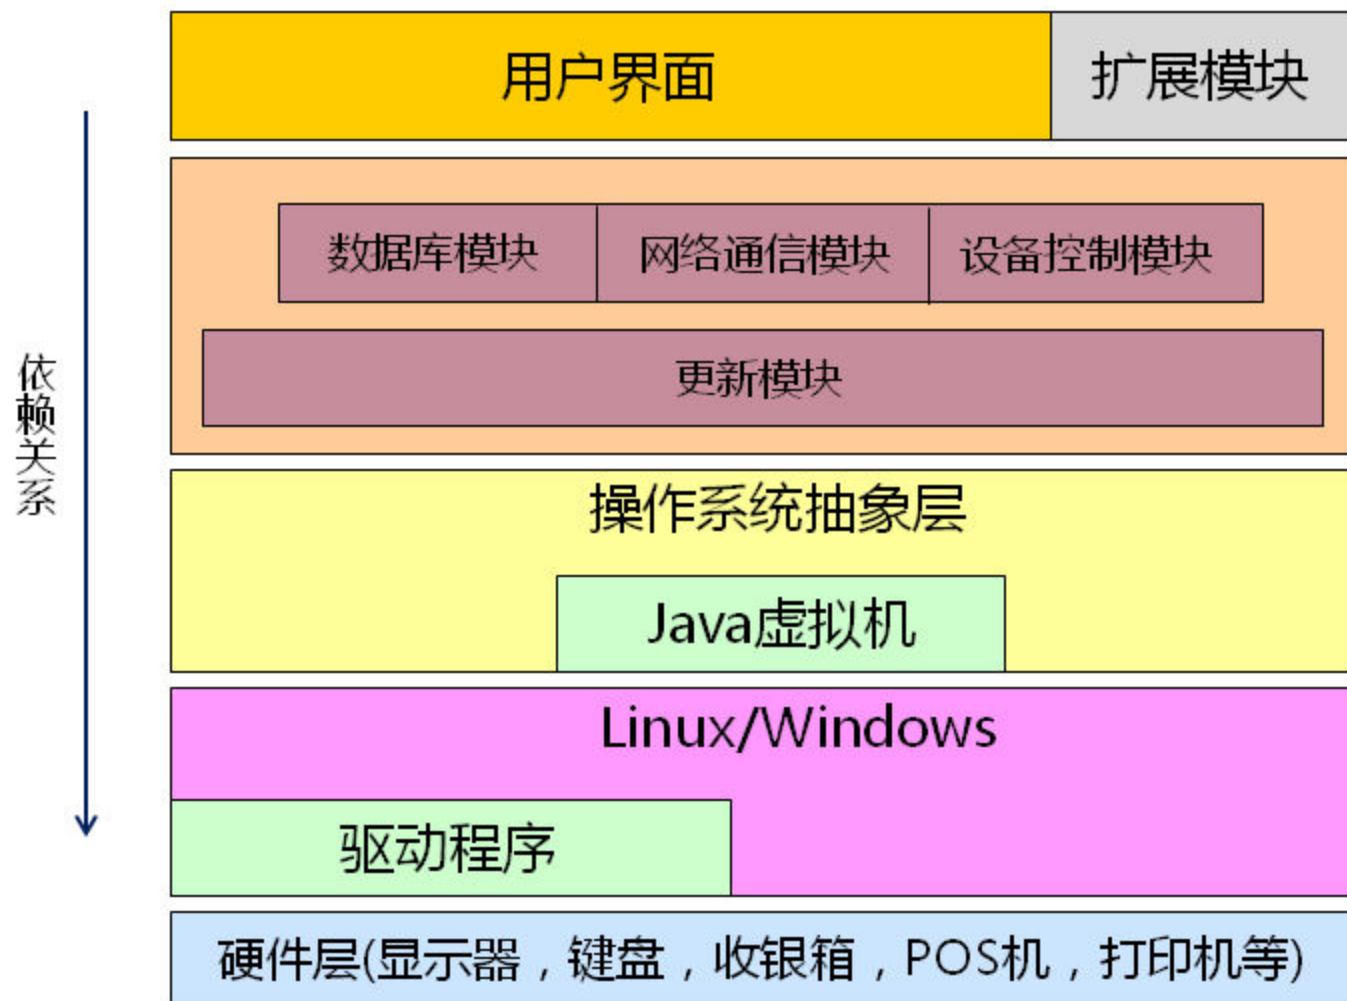 用户界面
扩展模块
数据库模块
网络通信模块
设备控制模块
更新模块
依赖关系
操作系统抽象层
Java虚拟机
Linux/Windows
驱动程序
硬件层(显示器，键盘，收银箱，POS机，打印机等)